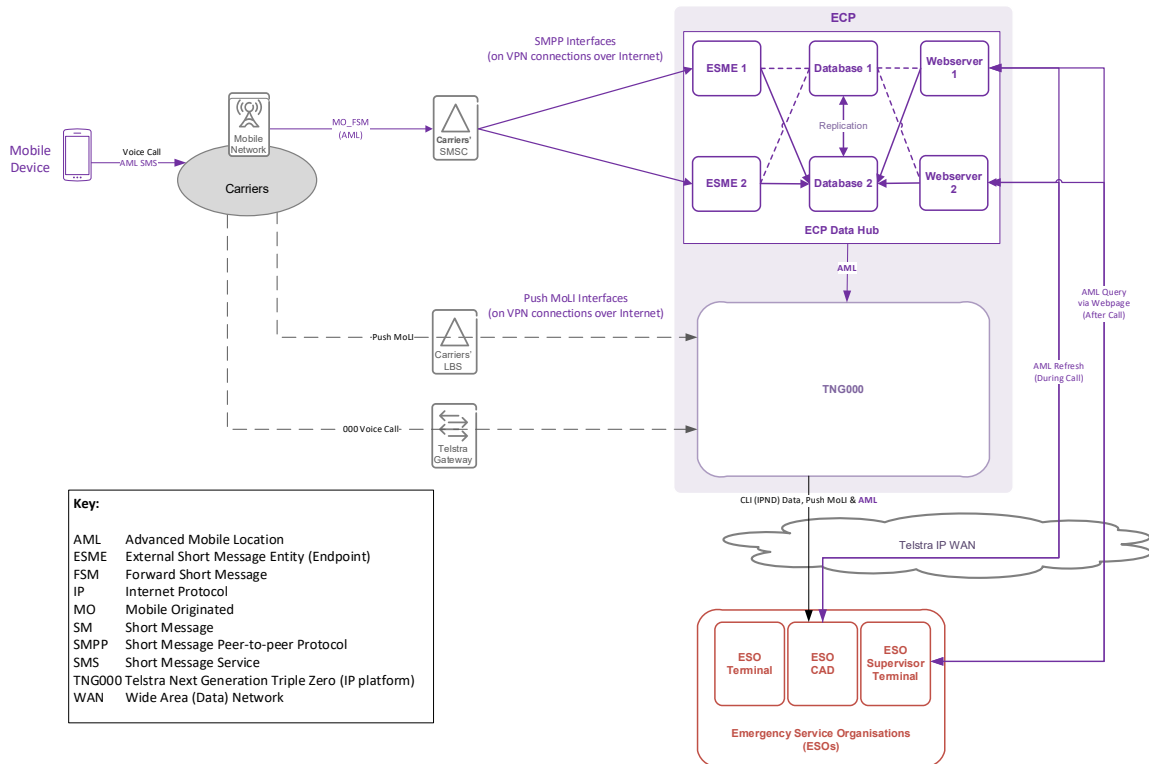 ECP
SMPP Interfaces
(on VPN connections over Internet)
ESME 1
Database 1
Webserver
1
Replication
ESME 2
Database 2
Webserver
2
ECP Data Hub
Mobile
Device
Voice Call
AML SMS
Mobile
Network
Carriers
MO_FSM
(AML)
Carriers'
SMSC
AML
Push MoLI Interfaces
(on VPN connections over Internet)
Push MoLI
Carriers'
LBS
000 Voice Call
Telstra
Gateway
TNG000
AML Query
via Webpage
(After Call)
AML Refresh
(During Call)
CLI (IPND) Data, Push MoLI & AML
Telstra IP WAN
ESO
Terminal
ESO
CAD
ESO
Supervisor
Terminal
Emergency Service Organisations
(ESOs)
Key:
AML Advanced Mobile Location
ESME External Short Message Entity (Endpoint)
FSM Forward Short Message
IP Internet Protocol
MO Mobile Originated
SM Short Message
SMPP Short Message Peer-to-peer Protocol
SMS Short Message Service
TNG000 Telstra Next Generation Triple Zero (IP platform)
WAN Wide Area (Data) Network